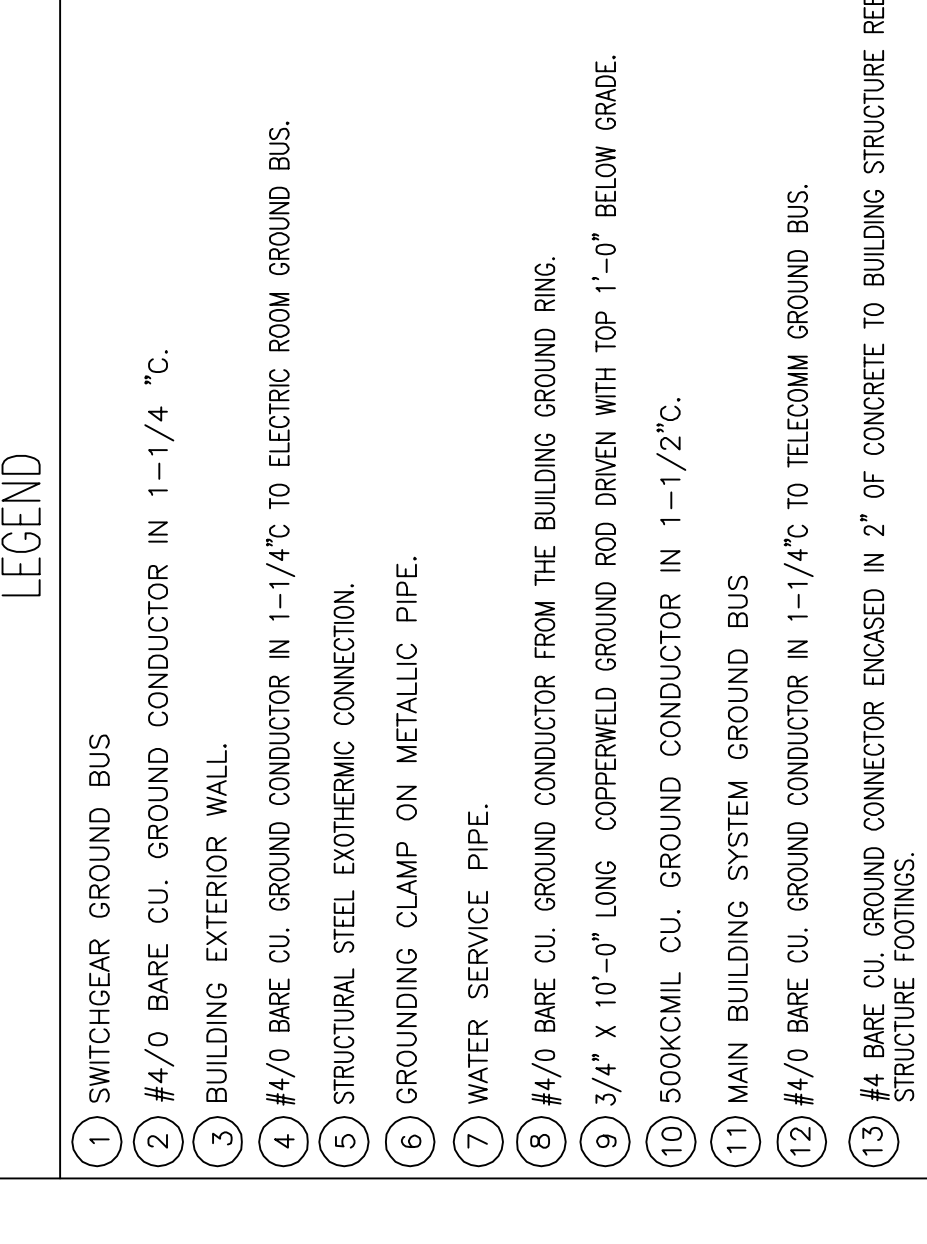 LEGEND
1 SWITCHGEAR GROUND BUS
2 #4/0 BARE CU. GROUND CONDUCTOR IN 1-1/4 "C.
3 BUILDING EXTERIOR WALL.
4 #4/0 BARE CU. GROUND CONDUCTOR IN 1-1/4"C TO ELECTRIC ROOM GROUND BUS.
5 STRUCTURAL STEEL EXOTHERMIC CONNECTION.
6 GROUNDING CLAMP ON METALLIC PIPE.
7 WATER SERVICE PIPE.
8 #4/0 BARE CU. GROUND CONDUCTOR FROM THE BUILDING GROUND RING.
9 3/4" X 10'-0" LONG COPPERWELD GROUND ROD DRIVEN WITH TOP 1'-0" BELOW GRADE.
10 500KCMIL CU. GROUND CONDUCTOR IN 1-1/2"C.
11 MAIN BUILDING SYSTEM GROUND BUS
12 #4/0 BARE CU. GROUND CONDUCTOR IN 1-1/4"C TO TELECOMM GROUND BUS.
13 #4 BARE CU. GROUND CONNECTOR ENCASED IN 2" OF CONCRETE TO BUILDING STRUCTURE
STRUCTURE FOOTINGS.